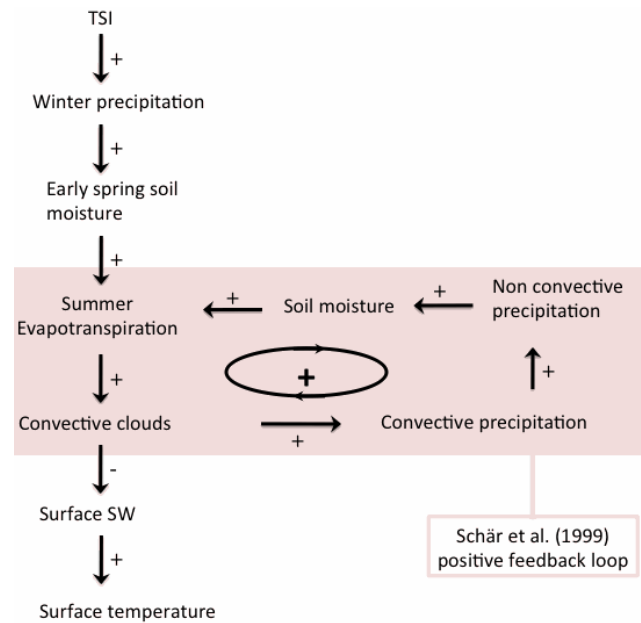 TSI
+
Winter precipitation
+
Early spring soil
moisture
+
Summer
Evapotranspiration
+
Soil moisture
+
Non convective
precipitation
+
+
+
Convective clouds
+
Convective precipitation
-
Surface SW
+
Surface temperature
Schär et al. (1999)
positive feedback loop